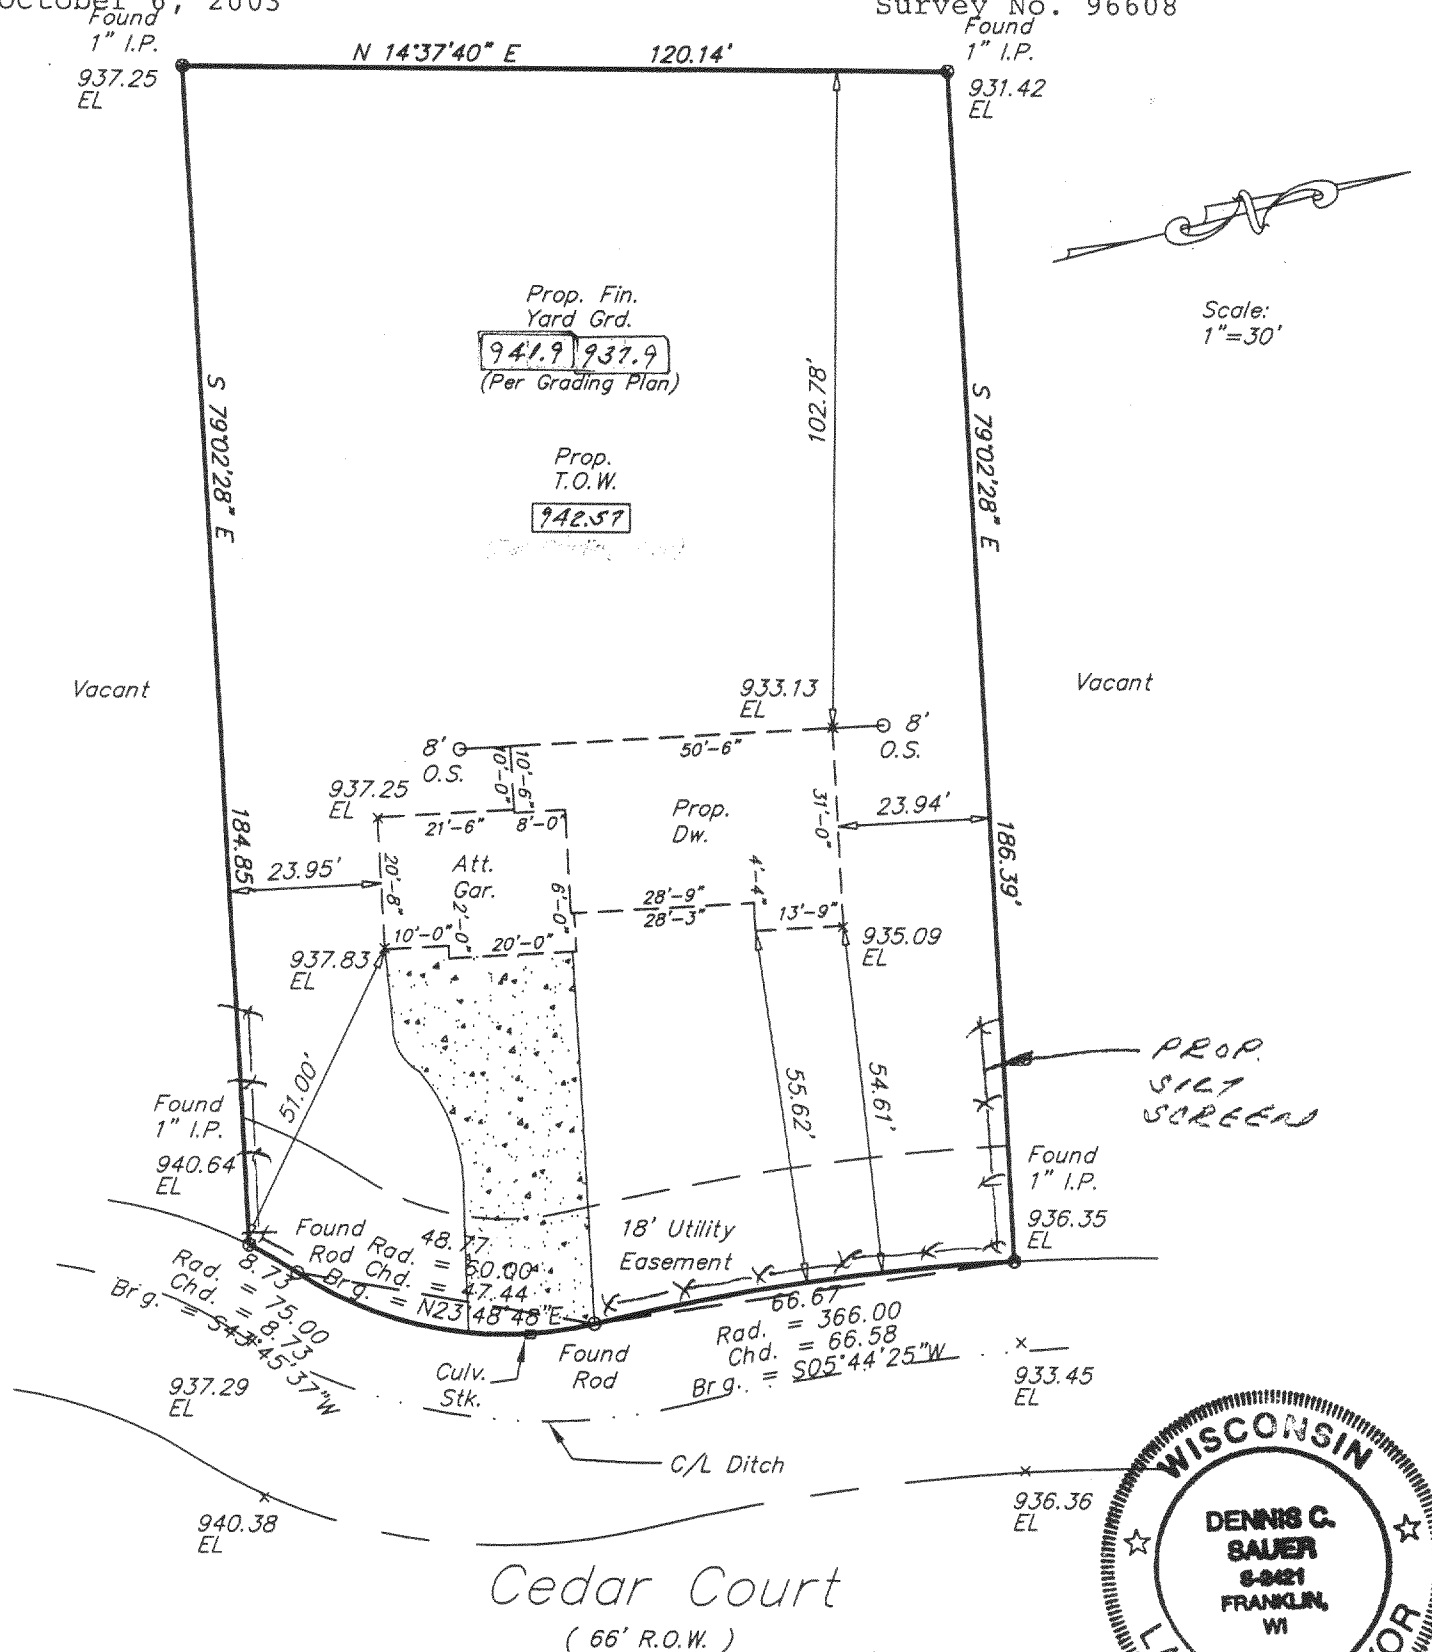 October 6, 2003
Survey No. 96608
Found
1" I.P.
937.25
EL
N 14°37'40" E 120.14'
Found
1" I.P.
931.42
EL
N
Scale:
1"=30'
Prop. Fin.
Yard Grd.
941.9 937.9
(Per Grading Plan)
102.78'
S 79°02'28" E
S 79°02'28" E
Prop.
T.O.W.
942.57
Vacant
Vacant
933.13
EL
8'
O.S.
8'
O.S.
50'-6"
10'-0"
10'-6"
937.25
EL
21'-6"
8'-0"
Prop.
Dw.
31'-0"
23.94'
184.85'
186.39'
23.95'
20'-8"
Att.
Gar.
6'-0"
4'-4"
28'-9"
28'-3"
13'-9"
2'-0"
10'-0"
20'-0"
937.83
EL
935.09
EL
51.00'
55.62'
54.61'
PROP.
SILT
SCREEN
Found
1" I.P.
940.64
EL
Found
1" I.P.
936.35
EL
18' Utility
Easement
Found
Rod
48.77
Rad. = 60.00
Chd. = 47.44
Brg. = N23°48'48"E
8.73
Rad. = 75.00
Chd. = 8.73
Brg. = S43°45'37"W
66.67
Rad. = 366.00
Chd. = 66.58
Brg. = S05°44'25"W
Culv.
Stk.
Found
Rod
937.29
EL
933.45
EL
C/L Ditch
940.38
EL
936.36
EL
Cedar Court
( 66' R.O.W. )
WISCONSIN
DENNIS C.
SAUER
S-2421
FRANKLIN,
WI